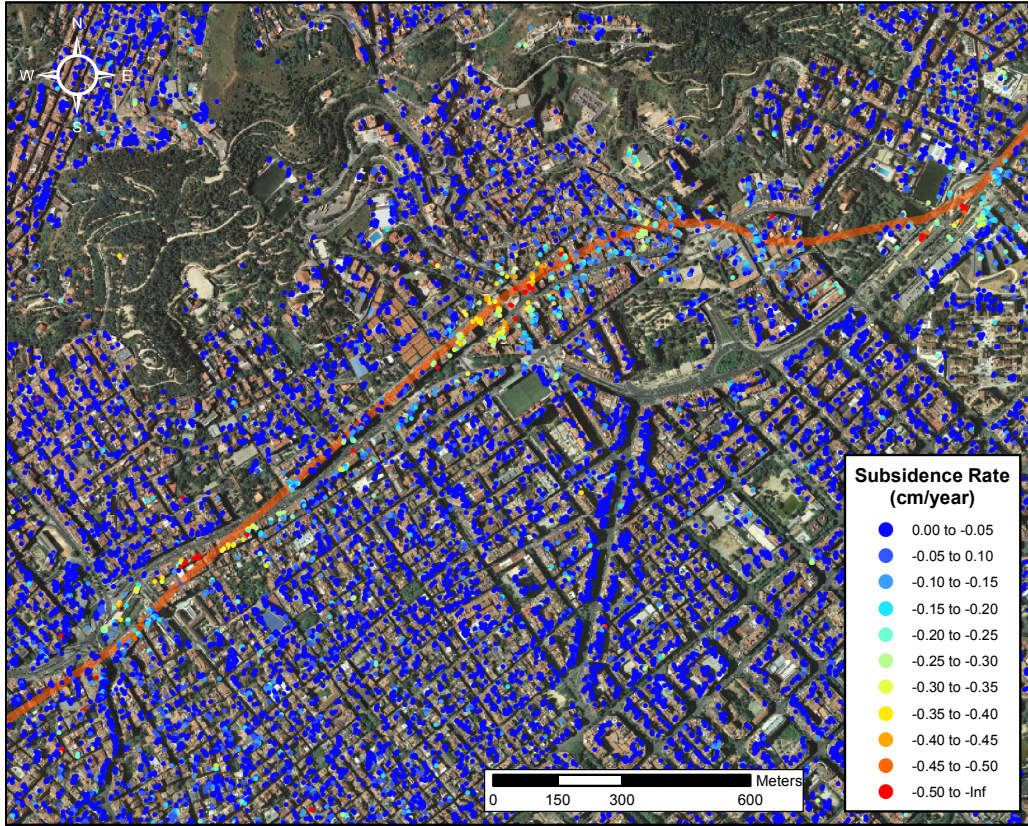 N
W E
S
Subsidence Rate
(cm/year)
0.00 to -0.05
-0.05 to 0.10
-0.10 to -0.15
-0.15 to -0.20
-0.20 to -0.25
-0.25 to -0.30
-0.30 to -0.35
-0.35 to -0.40
-0.40 to -0.45
-0.45 to -0.50
-0.50 to -Inf
Meters
0 150 300 600